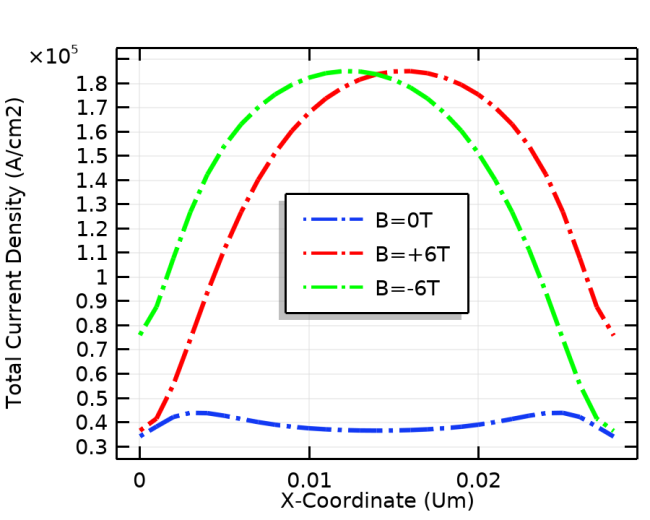 ×10⁵
Total Current Density (A/cm2)
1.8
1.7
1.6
1.5
1.4
1.3
1.2
1.1
1
0.9
0.8
0.7
0.6
0.5
0.4
0.3
B=0T
B=+6T
B=-6T
0 0.01 0.02
X-Coordinate (Um)